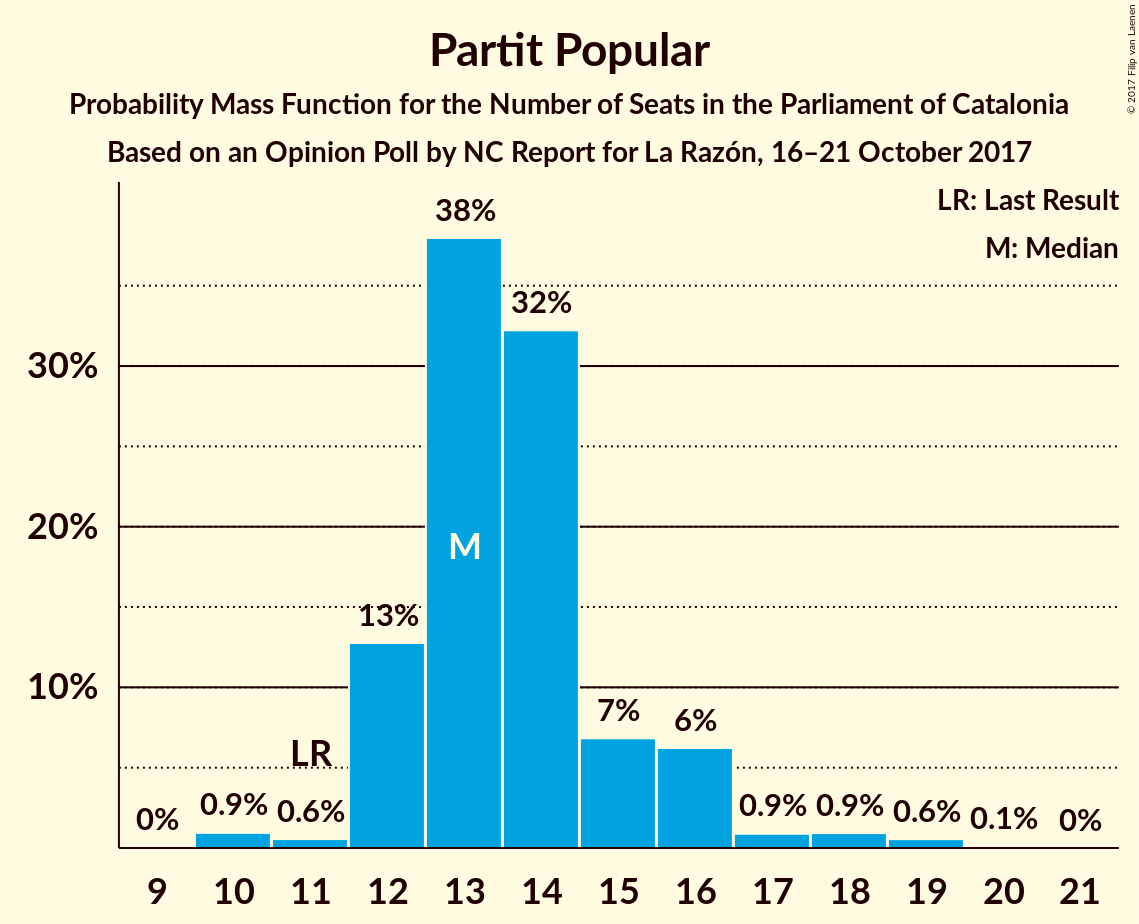 Partit Popular
Probability Mass Function for the Number of Seats in the Parliament of Catalonia
Based on an Opinion Poll by NC Report for La Razón, 16–21 October 2017
© 2017 Filip van Laenen
LR: Last Result
M: Median
38%
32%
30%
20%
M
13%
10%
7%
6%
LR
0% 0.9% 0.6% 0.9% 0.9% 0.6% 0.1% 0%
9 10 11 12 13 14 15 16 17 18 19 20 21